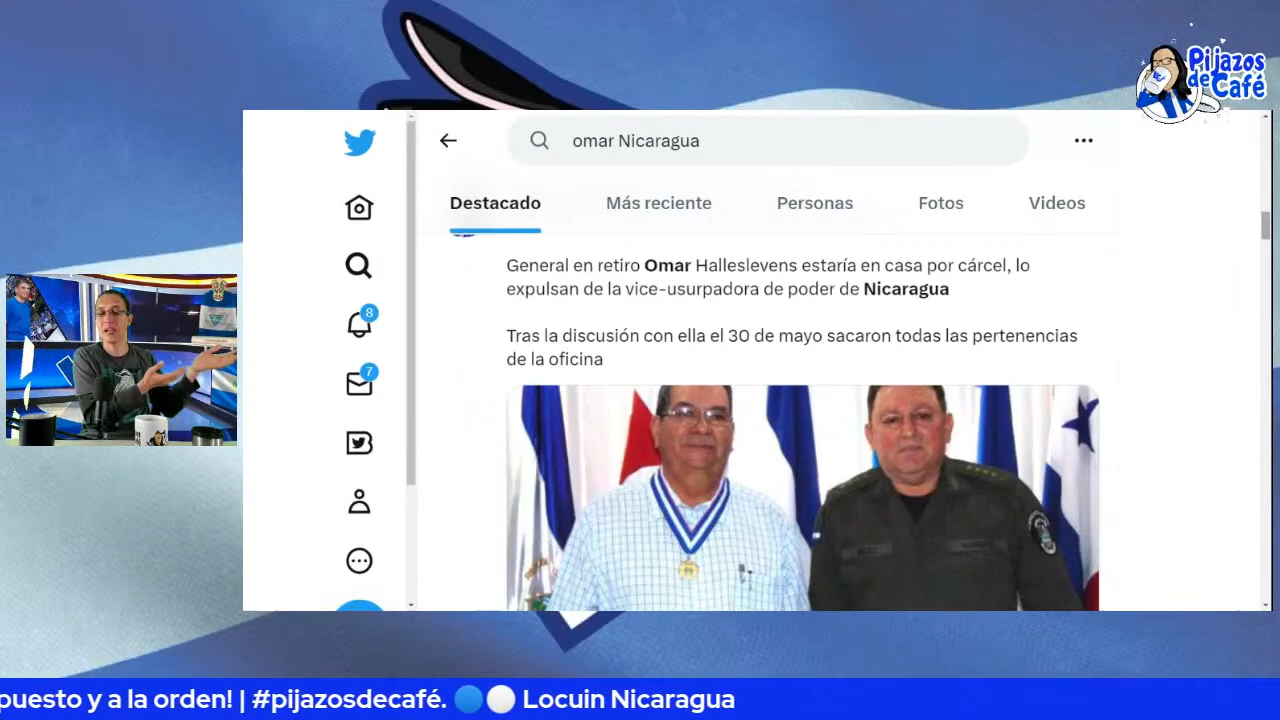 Pijazos
de Café
omar Nicaragua
Destacado
Más reciente
Personas
Fotos
Videos
General en retiro Omar Halleslevens estaría en casa por cárcel, lo
expulsan de la vice-usurpadora de poder de Nicaragua
Tras la discusión con ella el 30 de mayo sacaron todas las pertenencias
de la oficina
8
7
puesto y a la orden! | #pijazosdecafé. 🔵⚪ Locuin Nicaragua